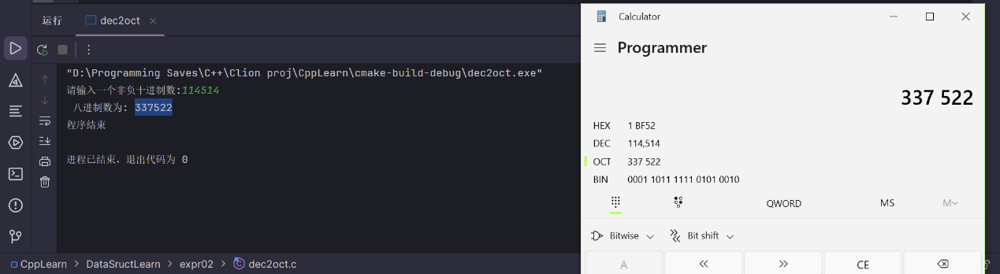 运行
dec2oct
"D:\Programming Saves\C++\Clion proj\CppLearn\cmake-build-debug\dec2oct.exe"
请输入一个非负十进制数:114514
八进制数为: 337522
程序结束
进程已结束，退出代码为 0
CppLearn > DataSructLearn > expr02 > dec2oct.c
Calculator
Programmer
337 522
HEX 1 BF52
DEC 114,514
OCT 337 522
BIN 0001 1011 1111 0101 0010
QWORD MS M
Bitwise Bit shift
A « » CE